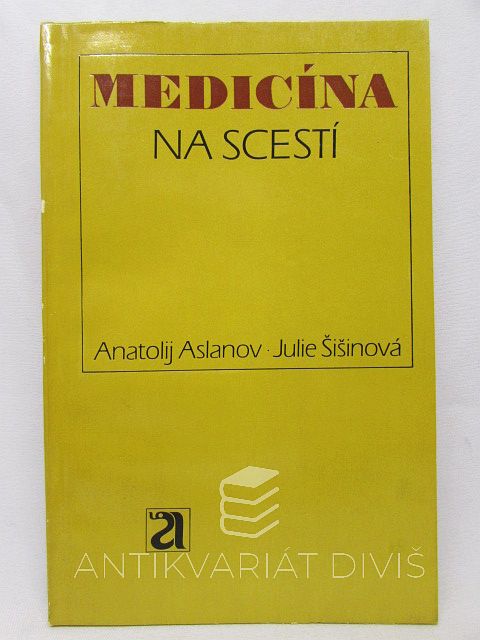 MEDICÍNA
NA SCESTÍ
Anatolij Aslanov · Julie Šišinová
ANTIKVARIÁT DIVIŠ